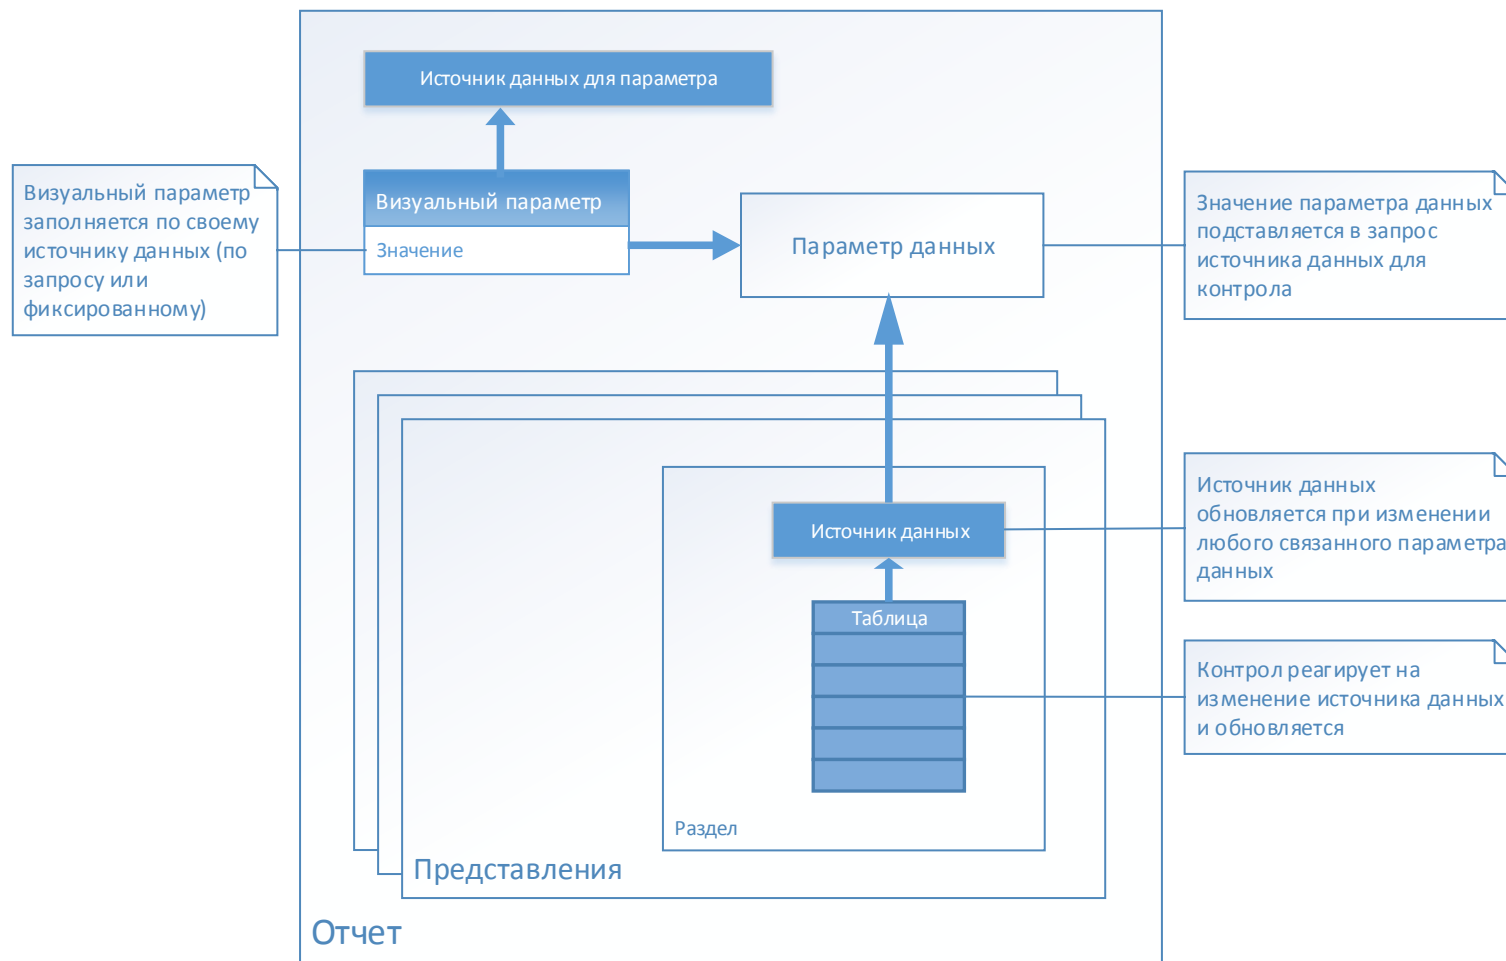 Источник данных для параметра
Визуальный параметр
заполняется по своему
источнику данных (по
запросу или
фиксированному)
Визуальный параметр
Значение
Параметр данных
Значение параметра данных
подставляется в запрос
источника данных для
контрола
Источник данных
Источник данных
обновляется при изменении
любого связанного параметра
данных
Таблица
Контрол реагирует на
изменение источника данных
и обновляется
Раздел
Представления
Отчет